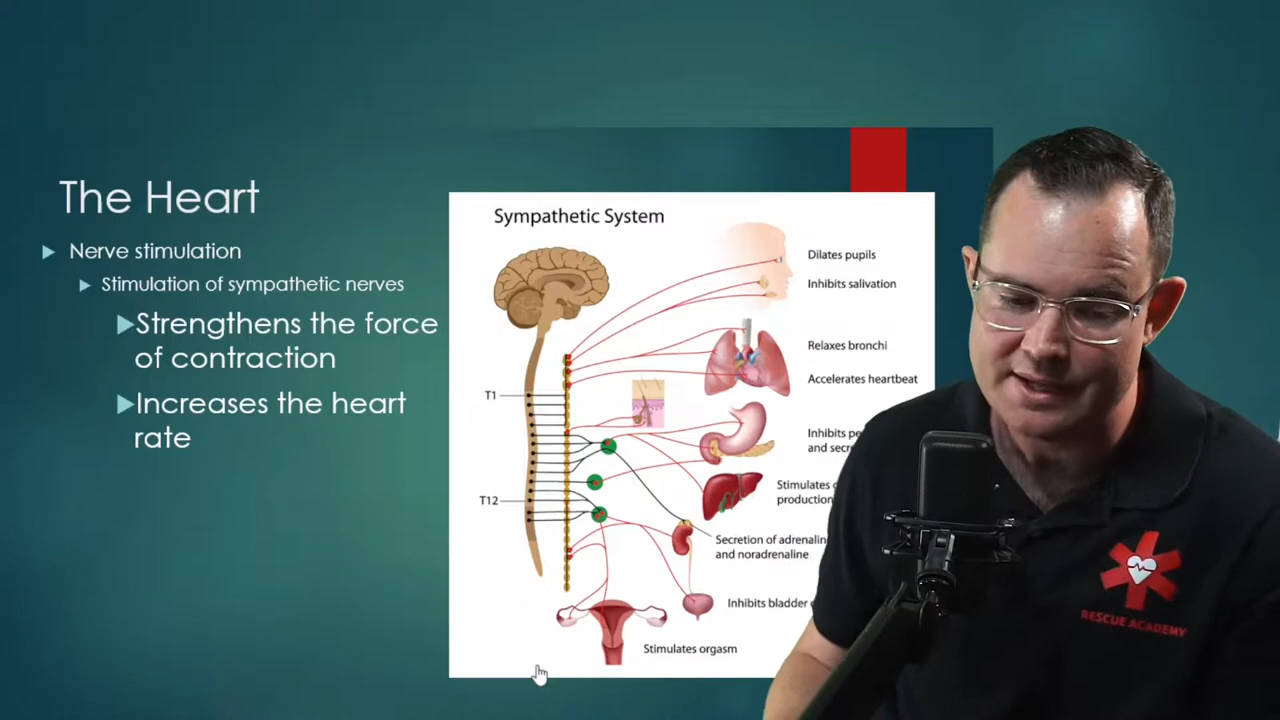 The Heart
Nerve stimulation
Stimulation of sympathetic nerves
Strengthens the force
of contraction
Increases the heart
rate
Sympathetic System
Dilates pupils
Inhibits salivation
Relaxes bronchi
Accelerates heartbeat
T1
Inhibits
and
Stimulates
production
T12
Secretion of adrenalin
and noradrenaline
Inhibits bladder
Stimulates orgasm
RESCUE ACADEMY